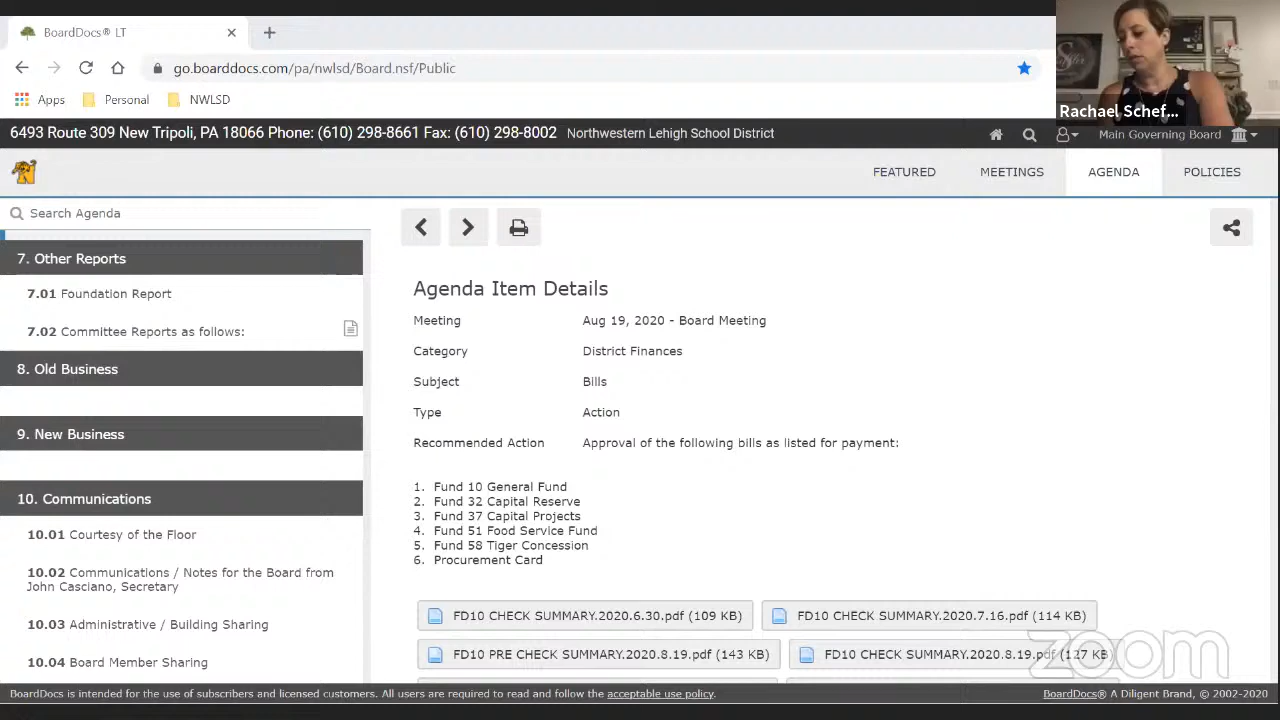 BoardDocs® LT
go.boarddocs.com/pa/nwlsd/Board.nsf/Public
Apps Personal NWLSD
Rachael Schef...
6493 Route 309 New Tripoli, PA 18066 Phone: (610) 298-8661 Fax: (610) 298-8002 Northwestern Lehigh School District
Main Governing Board
FEATURED MEETINGS AGENDA POLICIES
Search Agenda
7. Other Reports
7.01 Foundation Report
7.02 Committee Reports as follows:
8. Old Business
9. New Business
10. Communications
10.01 Courtesy of the Floor
10.02 Communications / Notes for the Board from
John Casciano, Secretary
10.03 Administrative / Building Sharing
10.04 Board Member Sharing
Agenda Item Details
Meeting Aug 19, 2020 - Board Meeting
Category District Finances
Subject Bills
Type Action
Recommended Action Approval of the following bills as listed for payment:
1. Fund 10 General Fund
2. Fund 32 Capital Reserve
3. Fund 37 Capital Projects
4. Fund 51 Food Service Fund
5. Fund 58 Tiger Concession
6. Procurement Card
FD10 CHECK SUMMARY.2020.6.30.pdf (109 KB) FD10 CHECK SUMMARY.2020.7.16.pdf (114 KB)
FD10 PRE CHECK SUMMARY.2020.8.19.pdf (143 KB) FD10 CHECK SUMMARY.2020.8.19.pdf (127 KB)
zoom
BoardDocs is intended for the use of subscribers and licensed customers. All users are required to read and follow the acceptable use policy.
BoardDocs® A Diligent Brand, © 2002-2020